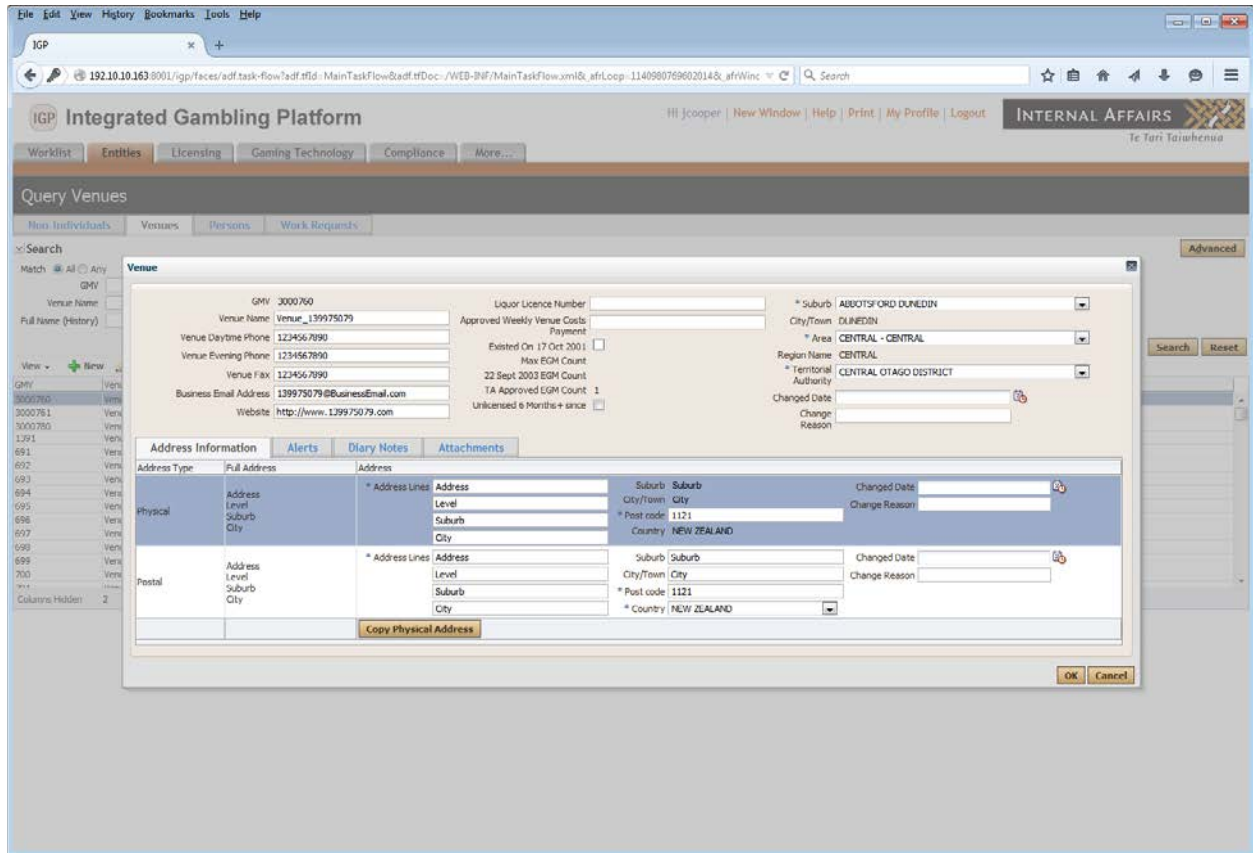 File Edit View History Bookmarks Tools Help
IGP
192.10.10.163:8001/igp/faces/adf.task-flow?adf.tfId=MainTaskFlow&adf.tfDoc=/WEB-INF/MainTaskFlow.xml&_afrLoop=1140980769602014&_afrWinc
Search
IGP Integrated Gambling Platform
Hi jcooper | New Window | Help | Print | My Profile | Logout
INTERNAL AFFAIRS
Te Tari Taiwhenua
Worklist Entities Licensing Gaming Technology Compliance More...
Query Venues
Non Individuals Venues Persons Work Requests
Search
Advanced
Match All Any
GMV
Venue Name
Full Name (History)
Search Reset
View New
GMV
3000760
3000761
3000780
1391
691
692
693
694
695
696
697
698
699
700
Columns Hidden 2
Venue
GMV 3000760
Venue Name Venue_139975079
Venue Daytime Phone 1234567890
Venue Evening Phone 1234567890
Venue Fax 1234567890
Business Email Address 139975079@BusinessEmail.com
Website http://www.139975079.com
Liquor Licence Number
Approved Weekly Venue Costs
Payment
Existed On 17 Oct 2001
Max EGM Count
22 Sept 2003 EGM Count
TA Approved EGM Count 1
Unlicensed 6 Months+ since
* Suburb ABBOTSFORD DUNEDIN
City/Town DUNEDIN
* Area CENTRAL - CENTRAL
Region Name CENTRAL
* Territorial
Authority CENTRAL OTAGO DISTRICT
Changed Date
Change
Reason
Address Information Alerts Diary Notes Attachments
Address Type Full Address Address
Physical
Address
Level
Suburb
City
* Address Lines Address
Level
Suburb
City
Suburb Suburb
City/Town City
* Post code 1121
Country NEW ZEALAND
Changed Date
Change Reason
Postal
Address
Level
Suburb
City
* Address Lines Address
Level
Suburb
City
Suburb Suburb
City/Town City
* Post code 1121
* Country NEW ZEALAND
Changed Date
Change Reason
Copy Physical Address
OK Cancel